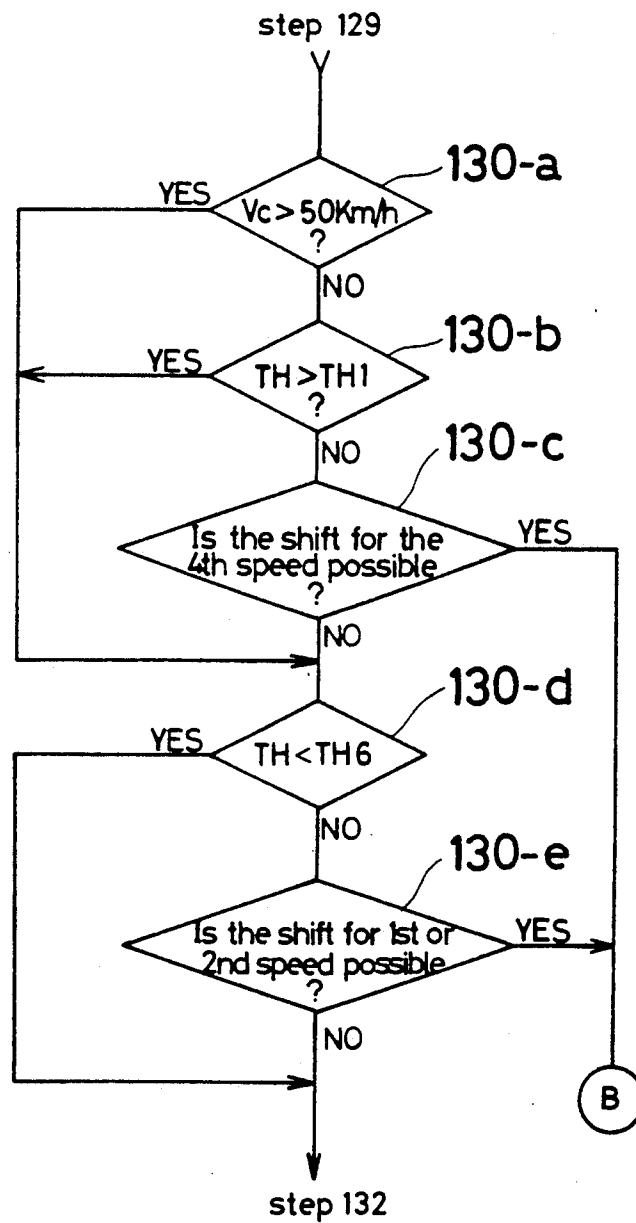 step 129
130-a
YES
Vc>50Km/h
?
NO
130-b
YES
TH>TH1
?
NO
130-c
Is the shift for the
4th speed possible
?
YES
NO
130-d
YES
TH<TH6
NO
130-e
Is the shift for 1st or
2nd speed possible
?
YES
NO
B
step 132